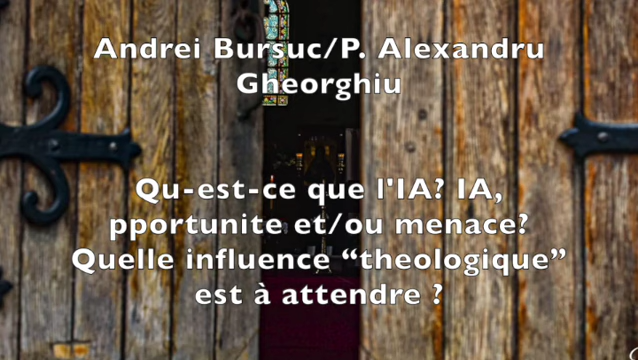 Andrei Bursuc/P. Alexandru
Gheorghiu
Qu-est-ce que l'IA? IA,
pportunite et/ou menace?
Quelle influence “theologique”
est à attendre ?